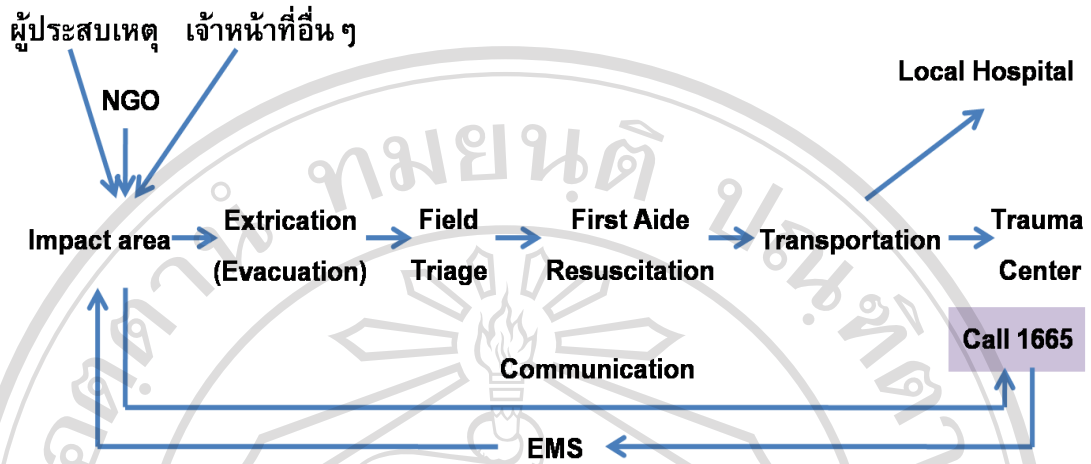 ผู้ประสบเหตุ เจ้าหน้าที่อื่น ๆ
NGO
Local Hospital
Impact area
Extrication
(Evacuation)
Field
Triage
First Aide
Resuscitation
Transportation
Trauma
Center
Call 1665
Communication
EMS